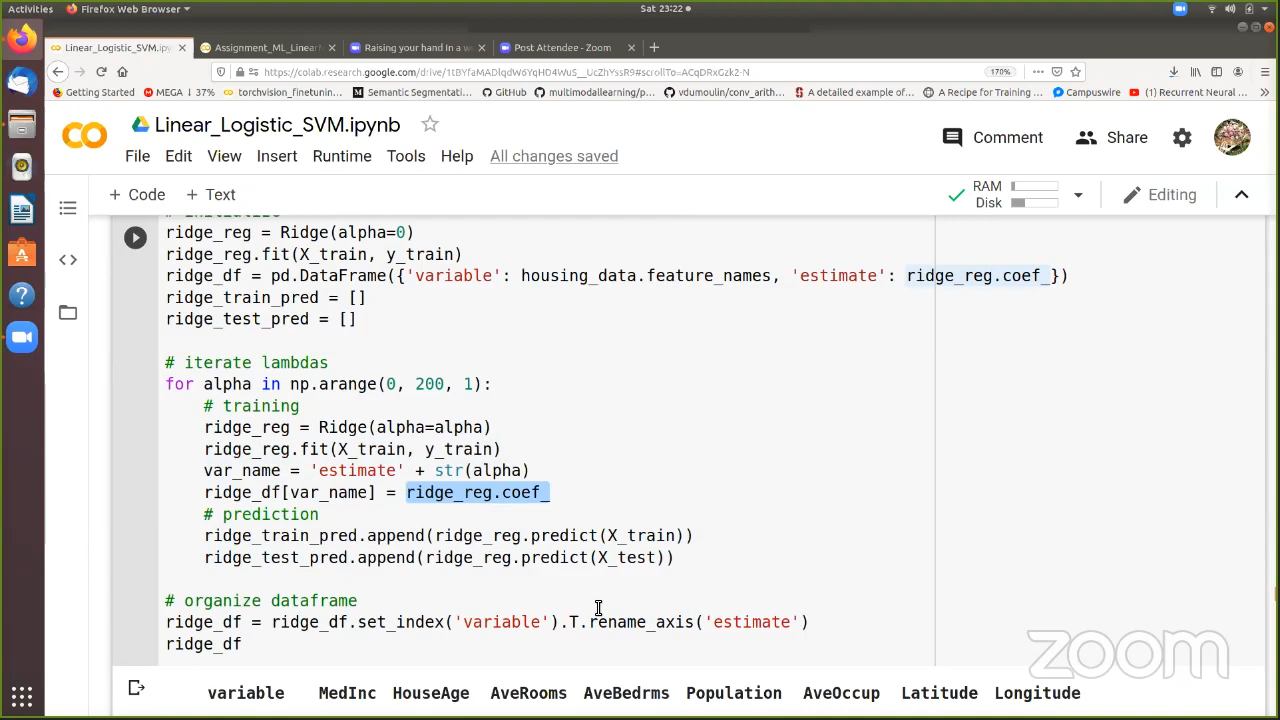 Activities Firefox Web Browser Sat 23:22
Linear_Logistic_SVM.ipy Assignment_ML_Linear Raising your hand in a w Post Attendee - Zoom
https://colab.research.google.com/drive/ 170%
Getting Started MEGA ↓ 37% torchvision_finetunin... Semantic Segmentati... GitHub multimodallearning/p... vdumoulin/conv_arith... A detailed example of... A Recipe for Training ... Campuswire (1) Recurrent Neural ...
Linear_Logistic_SVM.ipynb
Comment Share
File Edit View Insert Runtime Tools Help All changes saved
+ Code + Text RAM Disk Editing
# initialize
ridge_reg = Ridge(alpha=0)
ridge_reg.fit(X_train, y_train)
ridge_df = pd.DataFrame({'variable': housing_data.feature_names, 'estimate': ridge_reg.coef_})
ridge_train_pred = []
ridge_test_pred = []
# iterate lambdas
for alpha in np.arange(0, 200, 1):
# training
ridge_reg = Ridge(alpha=alpha)
ridge_reg.fit(X_train, y_train)
var_name = 'estimate' + str(alpha)
ridge_df[var_name] = ridge_reg.coef_
# prediction
ridge_train_pred.append(ridge_reg.predict(X_train))
ridge_test_pred.append(ridge_reg.predict(X_test))
# organize dataframe
ridge_df = ridge_df.set_index('variable').T.rename_axis('estimate')
ridge_df
zoom
variable MedInc HouseAge AveRooms AveBedrms Population AveOccup Latitude Longitude